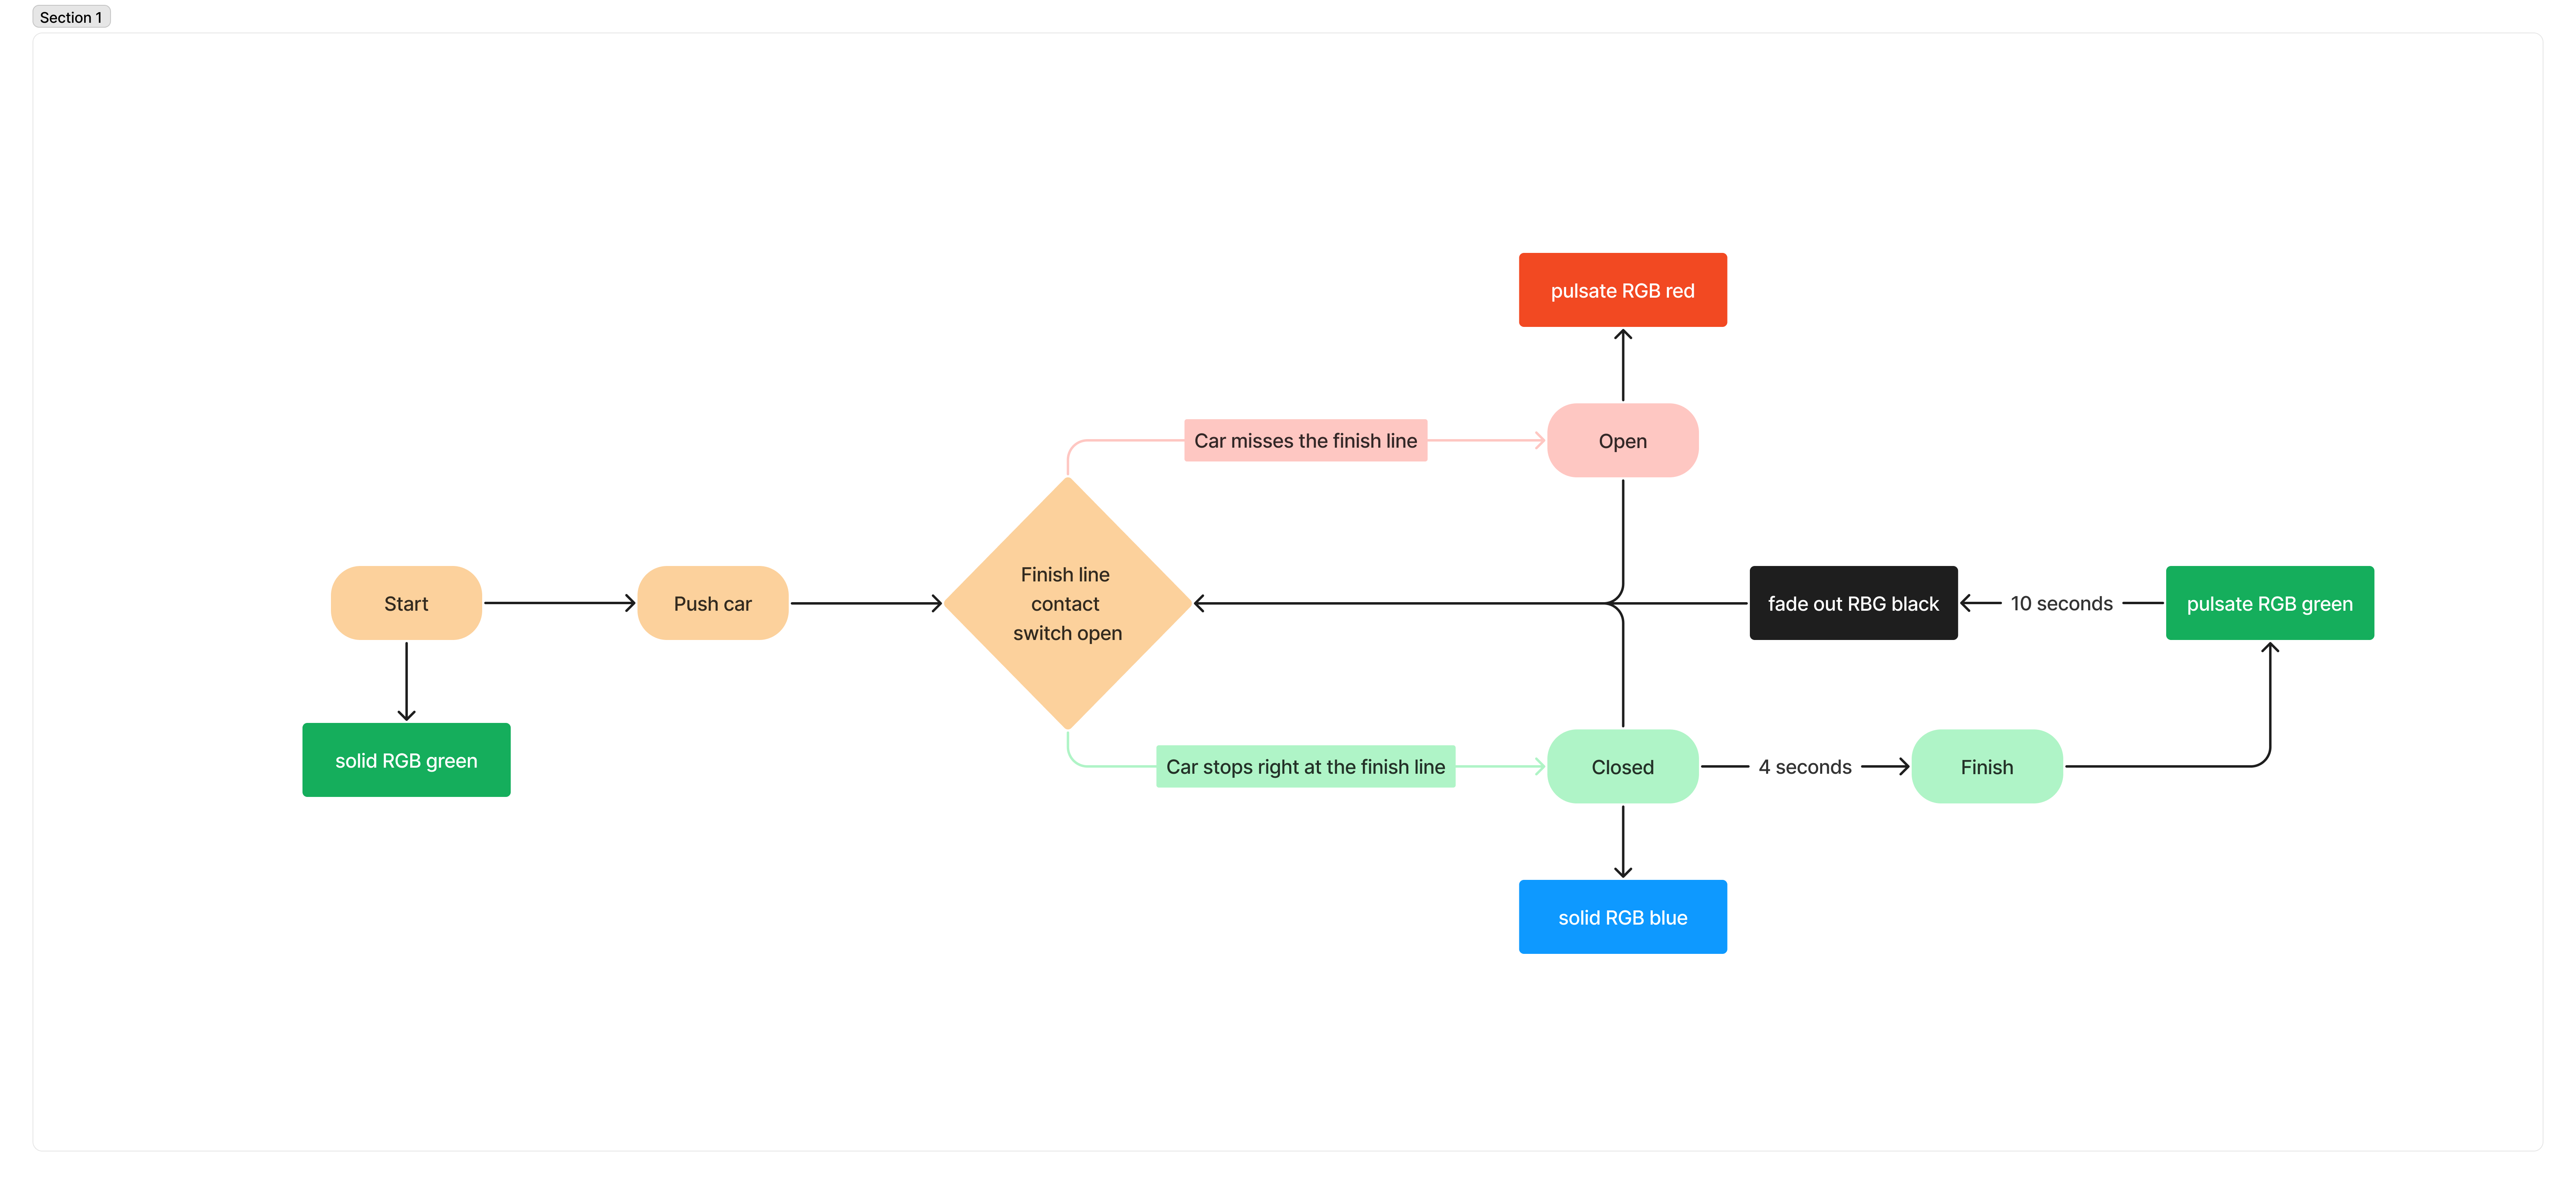 Section 1
pulsate RGB red
Car misses the finish line
Open
Start
Push car
Finish line
contact
switch open
fade out RBG black
10 seconds
pulsate RGB green
solid RGB green
Car stops right at the finish line
Closed
4 seconds
Finish
solid RGB blue